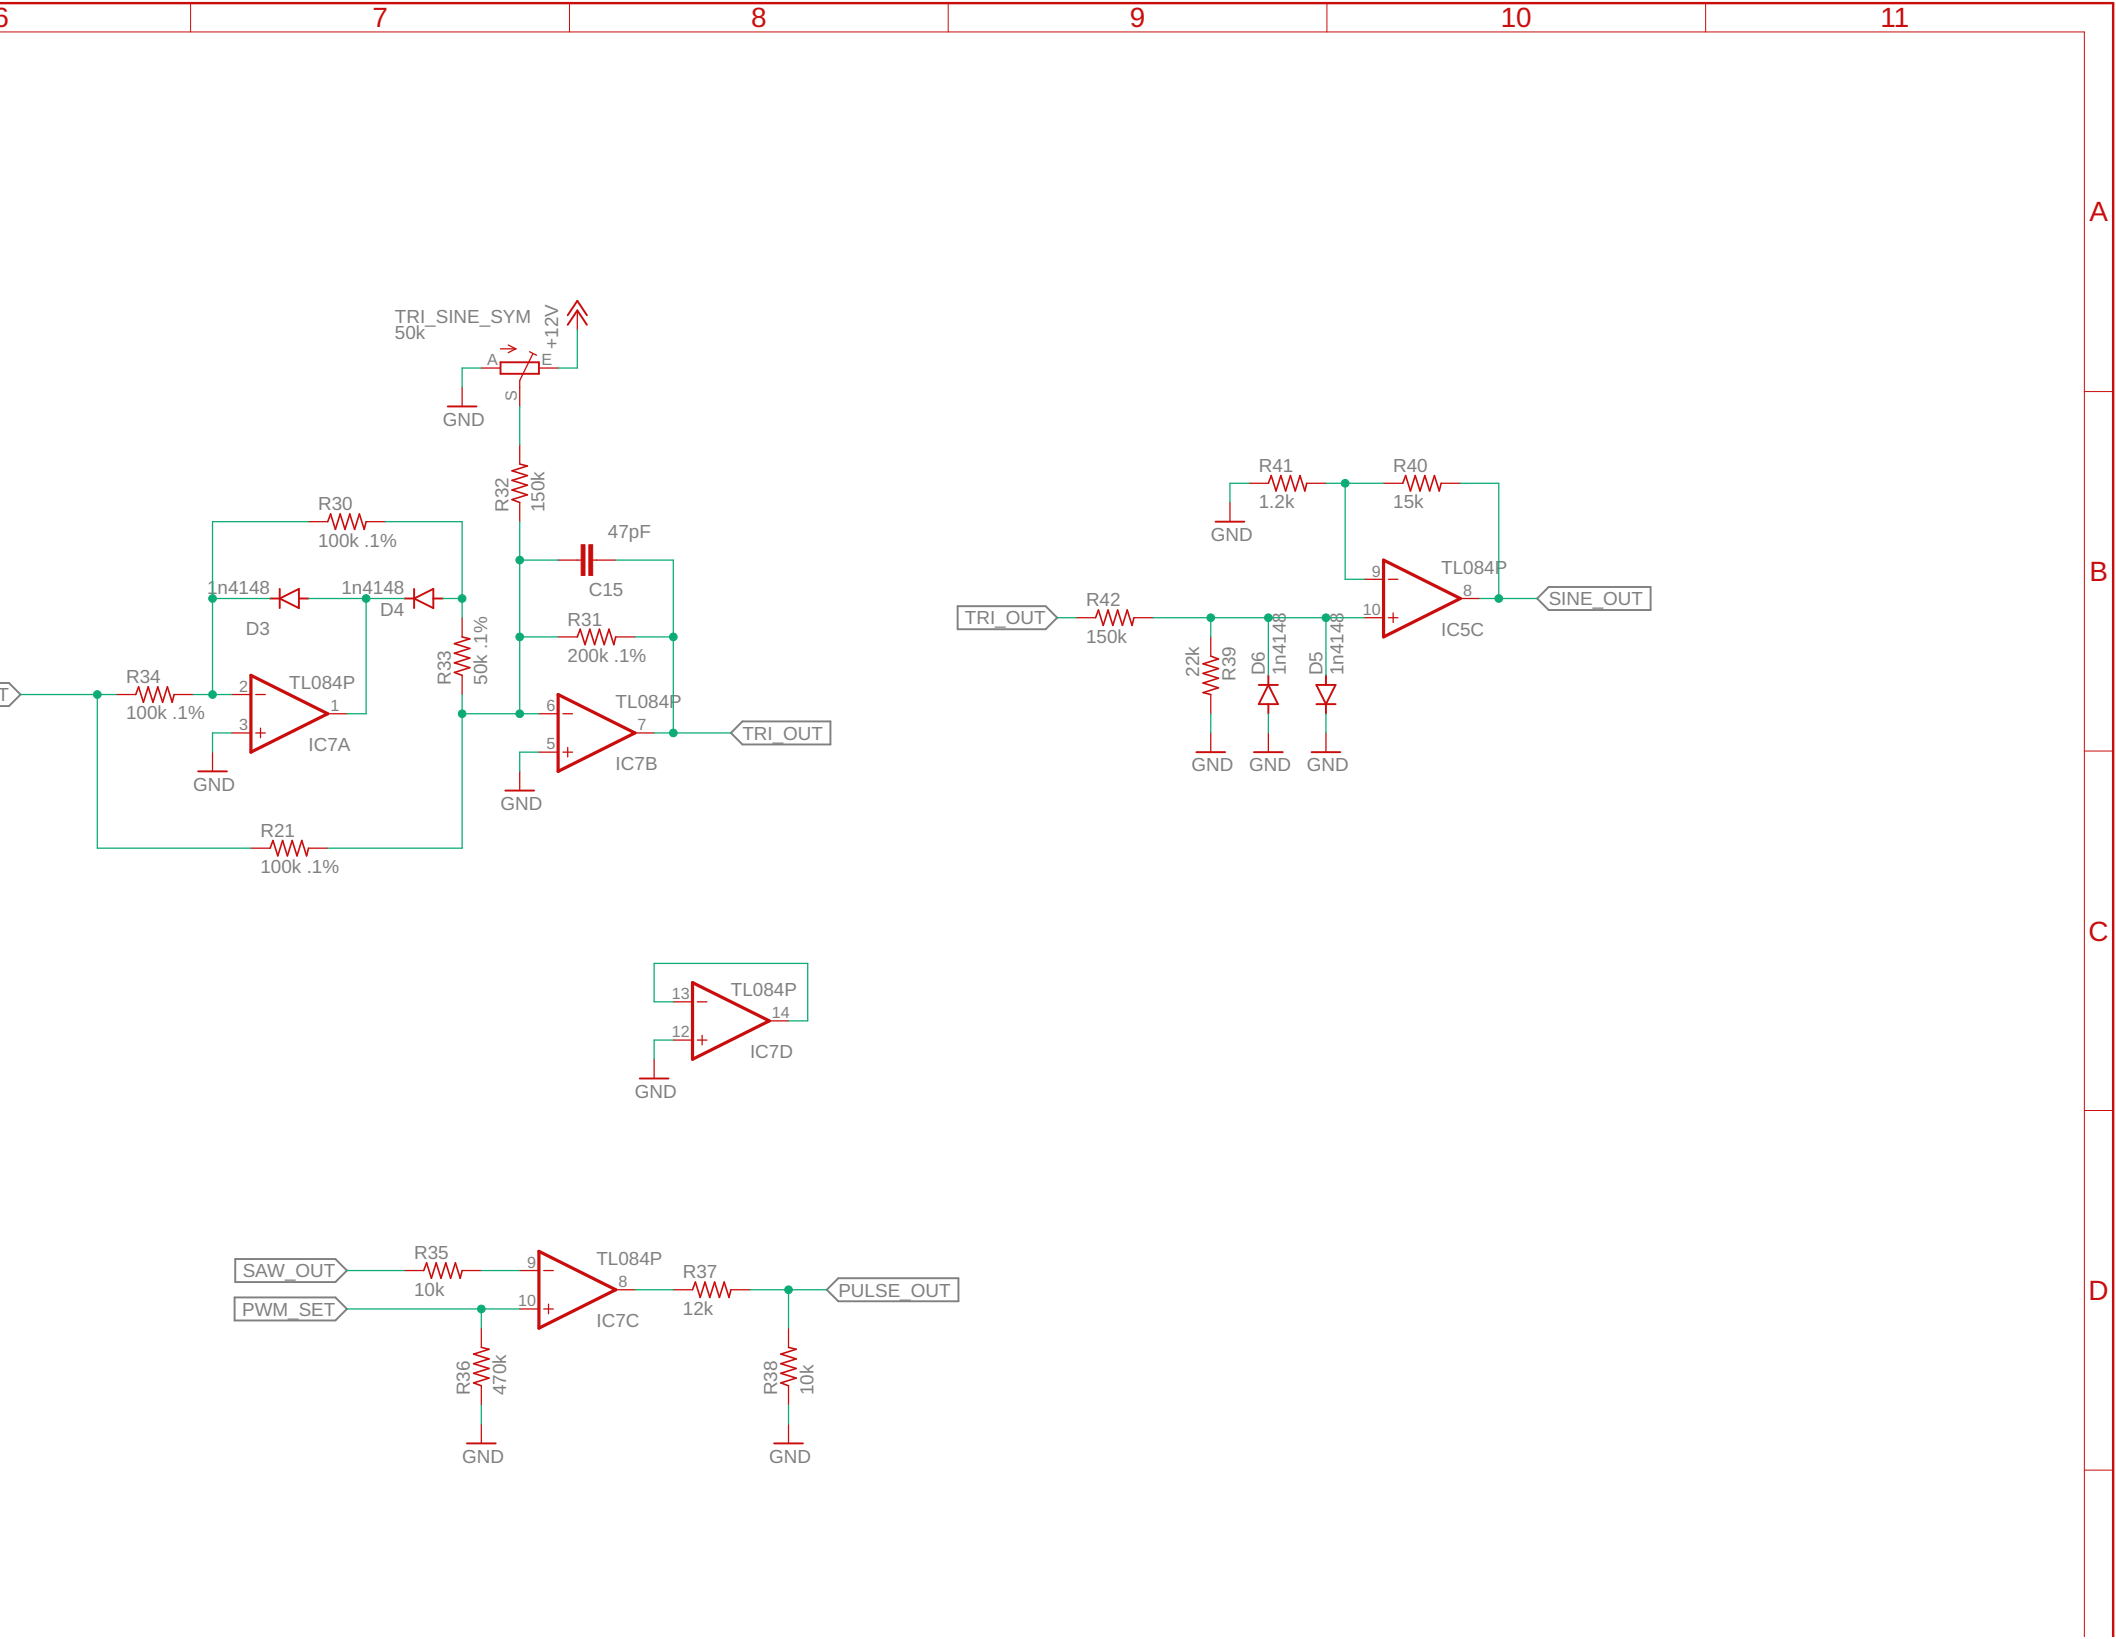 6 7 8 9 10 11
A
B
C
D
TRI_SINE_SYM
50k
+12V
A
E
S
GND
R32
150k
47pF
C15
R30
100k .1%
1n4148
D3
1n4148
D4
R33
50k .1%
R31
200k .1%
T
R34
100k .1%
2
3
1
TL084P
IC7A
GND
6
5
7
TL084P
IC7B
GND
TRI_OUT
R21
100k .1%
R41
1.2k
R40
15k
GND
TRI_OUT
R42
150k
22k
R39
D6
1n4148
D5
1n4148
GND
GND
GND
9
10
8
TL084P
IC5C
SINE_OUT
13
12
14
TL084P
IC7D
GND
SAW_OUT
PWM_SET
R35
10k
9
10
8
TL084P
IC7C
R37
12k
PULSE_OUT
R36
470k
GND
R38
10k
GND